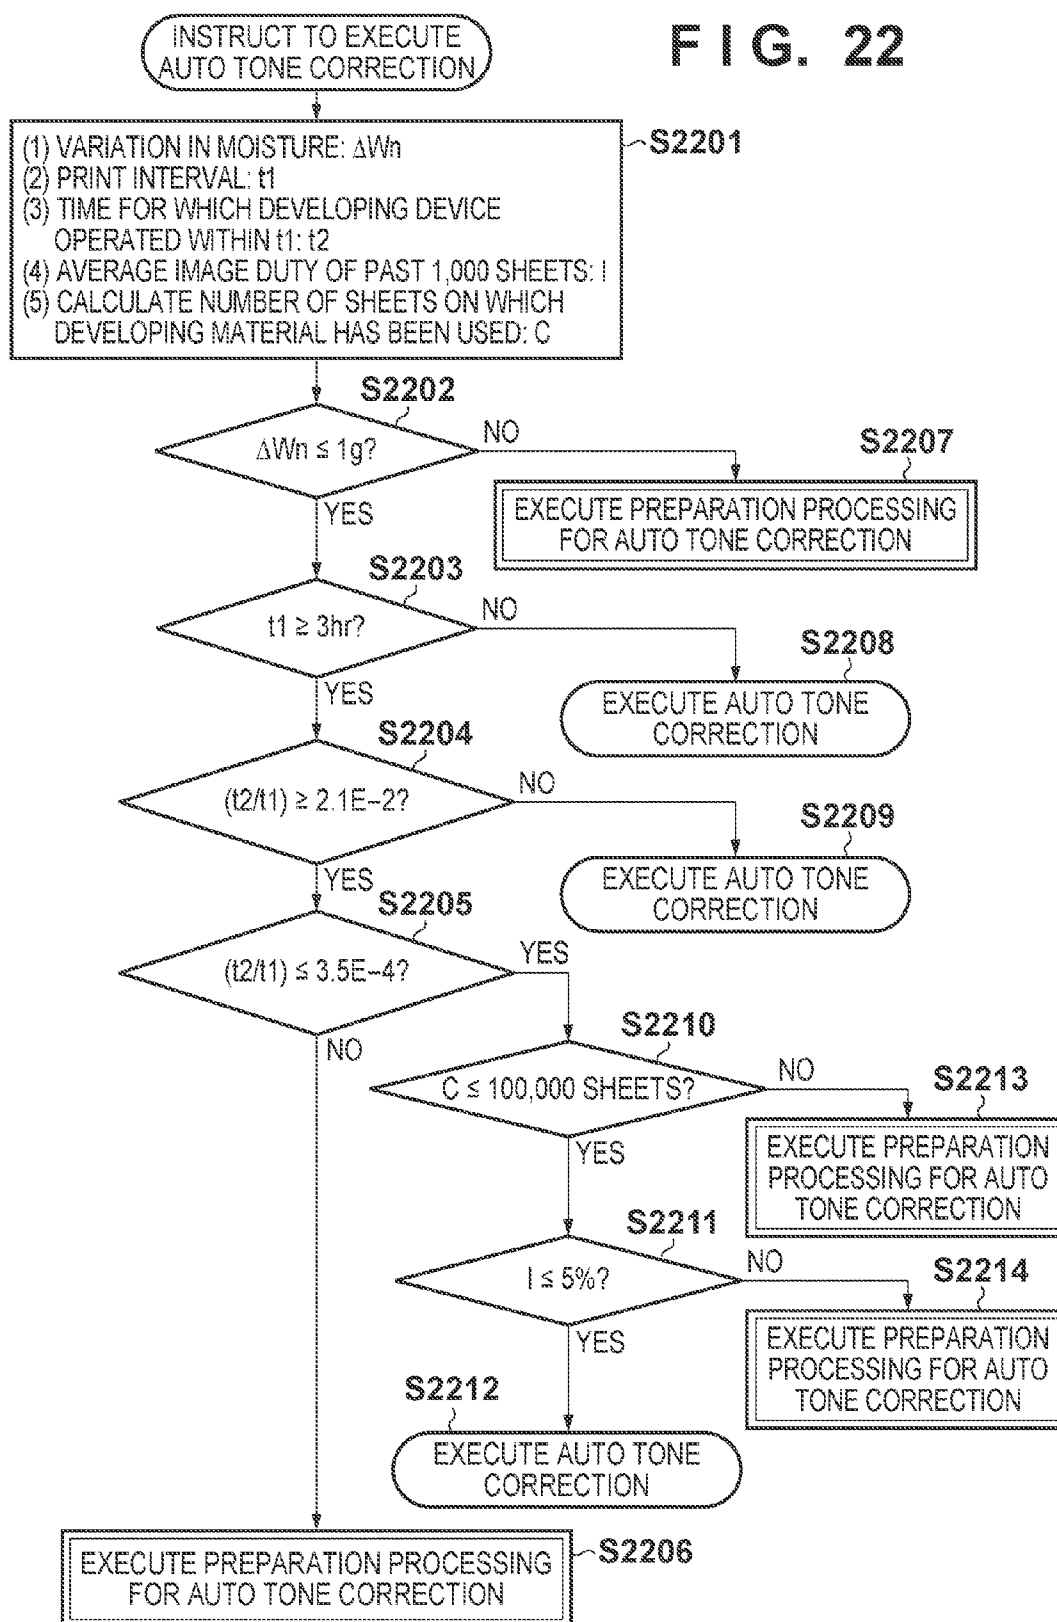 INSTRUCT TO EXECUTE
AUTO TONE CORRECTION
F I G. 22
S2201
(1) VARIATION IN MOISTURE: ΔWn
(2) PRINT INTERVAL: t1
(3) TIME FOR WHICH DEVELOPING DEVICE
OPERATED WITHIN t1: t2
(4) AVERAGE IMAGE DUTY OF PAST 1,000 SHEETS: I
(5) CALCULATE NUMBER OF SHEETS ON WHICH
DEVELOPING MATERIAL HAS BEEN USED: C
S2202
ΔWn ≤ 1g?
NO
YES
S2207
EXECUTE PREPARATION PROCESSING
FOR AUTO TONE CORRECTION
S2203
t1 ≥ 3hr?
NO
YES
S2208
EXECUTE AUTO TONE
CORRECTION
S2204
(t2/t1) ≥ 2.1E−2?
NO
YES
S2209
EXECUTE AUTO TONE
CORRECTION
S2205
(t2/t1) ≤ 3.5E−4?
YES
NO
S2210
C ≤ 100,000 SHEETS?
NO
YES
S2213
EXECUTE PREPARATION
PROCESSING FOR AUTO
TONE CORRECTION
S2211
I ≤ 5%?
NO
YES
S2214
EXECUTE PREPARATION
PROCESSING FOR AUTO
TONE CORRECTION
S2212
EXECUTE AUTO TONE
CORRECTION
S2206
EXECUTE PREPARATION PROCESSING
FOR AUTO TONE CORRECTION